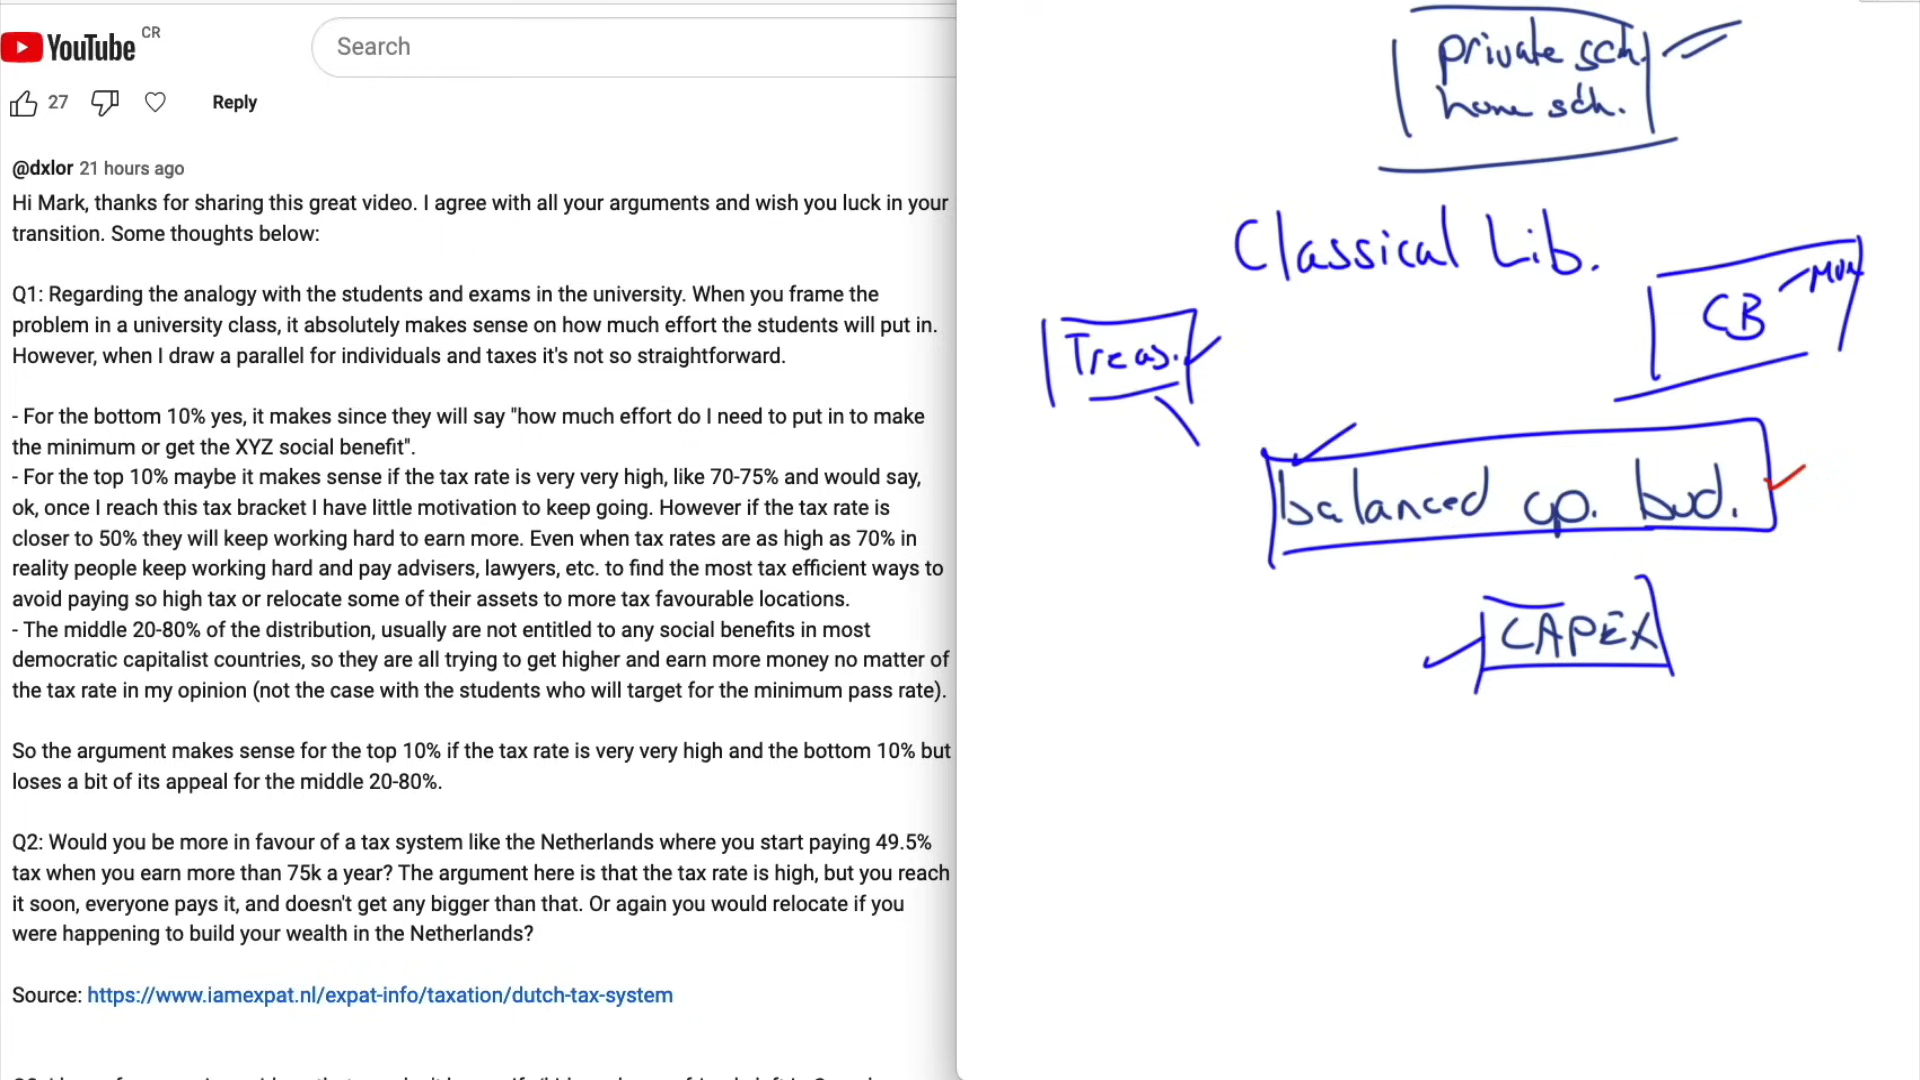 YouTube CR
Search
27 Reply
@dxlor 21 hours ago
Hi Mark, thanks for sharing this great video. I agree with all your arguments and wish you luck in your
transition. Some thoughts below:
Q1: Regarding the analogy with the students and exams in the university. When you frame the
problem in a university class, it absolutely makes sense on how much effort the students will put in.
However, when I draw a parallel for individuals and taxes it's not so straightforward.
- For the bottom 10% yes, it makes since they will say "how much effort do I need to put in to make
the minimum or get the XYZ social benefit".
- For the top 10% maybe it makes sense if the tax rate is very very high, like 70-75% and would say,
ok, once I reach this tax bracket I have little motivation to keep going. However if the tax rate is
closer to 50% they will keep working hard to earn more. Even when tax rates are as high as 70% in
reality people keep working hard and pay advisers, lawyers, etc. to find the most tax efficient ways to
avoid paying so high tax or relocate some of their assets to more tax favourable locations.
- The middle 20-80% of the distribution, usually are not entitled to any social benefits in most
democratic capitalist countries, so they are all trying to get higher and earn more money no matter of
the tax rate in my opinion (not the case with the students who will target for the minimum pass rate).
So the argument makes sense for the top 10% if the tax rate is very very high and the bottom 10% but
loses a bit of its appeal for the middle 20-80%.
Q2: Would you be more in favour of a tax system like the Netherlands where you start paying 49.5%
tax when you earn more than 75k a year? The argument here is that the tax rate is high, but you reach
it soon, everyone pays it, and doesn't get any bigger than that. Or again you would relocate if you
were happening to build your wealth in the Netherlands?
Source: https://www.iamexpat.nl/expat-info/taxation/dutch-tax-system
private sch.
home sch.
Classical Lib.
Treas.
CB
balanced op. bud.
CAPEX